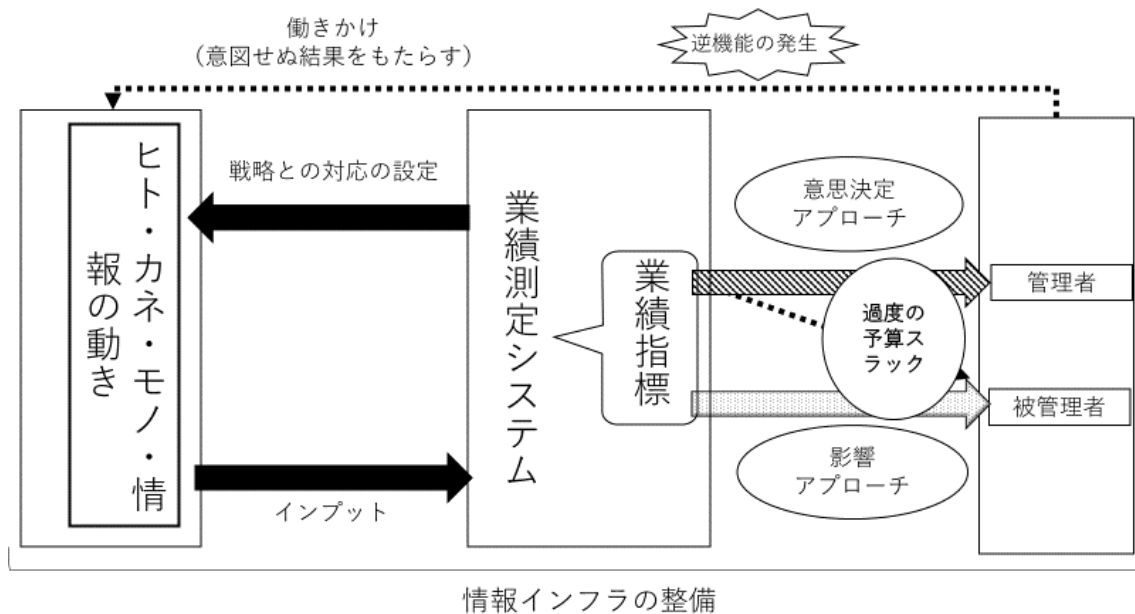 働きかけ
(意図せぬ結果をもたらす)
逆機能の発生
ヒト・カネ・モノ・情
報の動き
戦略との対応の設定
インプット
業績測定システム
業績指標
意思決定
アプローチ
過度の
予算ス
ラック
影響
アプローチ
管理者
被管理者
情報インフラの整備